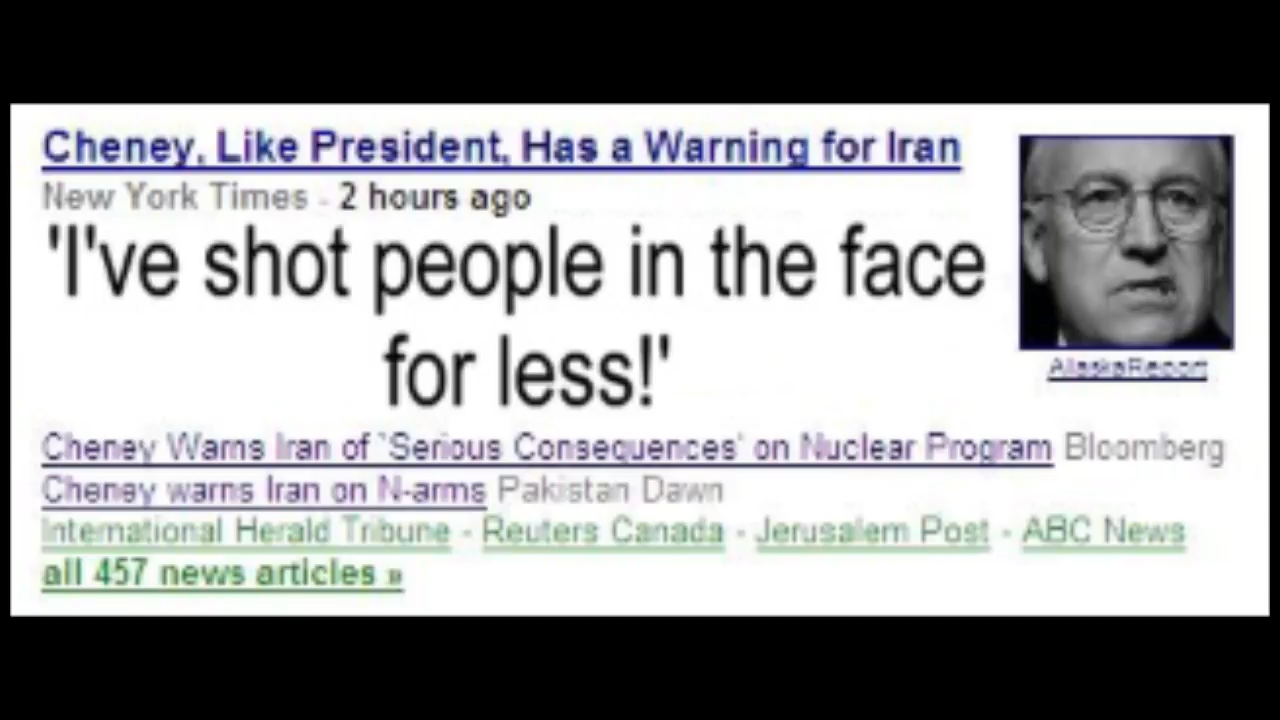 Cheney, Like President, Has a Warning for Iran
New York Times - 2 hours ago
'I've shot people in the face
for less!'
AlaskaReport
Cheney Warns Iran of `Serious Consequences' on Nuclear Program Bloomberg
Cheney warns Iran on N-arms Pakistan Dawn
International Herald Tribune - Reuters Canada - Jerusalem Post - ABC News
all 457 news articles »